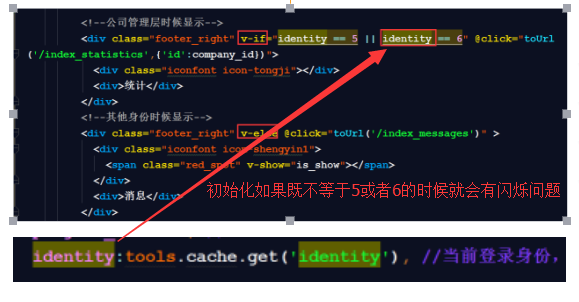 <!--公司管理层时候显示-->
<div class="footer_right" v-if="identity == 5 || identity == 6" @click="toUrl
('/index_statistics',{'id':company_id})">
<div class="iconfont icon-tongji"></div>
<div>统计</div>
</div>
<!--其他身份时候显示-->
<div class="footer_right" v-else @click="toUrl('/index_messages')" >
<div class="iconfont icon-shengyin1">
<span class="red_spot" v-show="is_show"></span>
</div>
初始化如果既不等于5或者6的时候就会有闪烁问题
<div>消息</div>
</div>
identity:tools.cache.get('identity'), //当前登录身份,